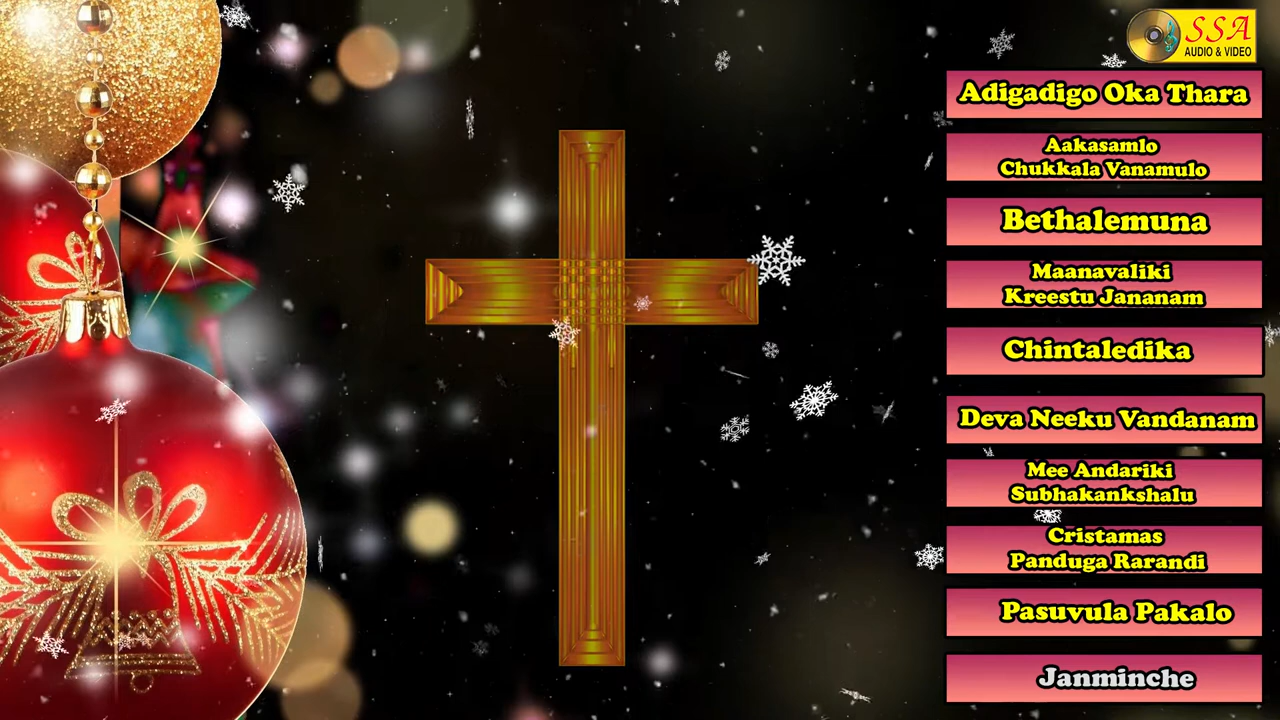 SSA
AUDIO & VIDEO
Adigadigo Oka Thara
Aakasamlo
Chukkala Vanamulo
Bethalemuna
Maanavaliki
Kreestu Jananam
Chintaledika
Deva Neeku Vandanam
Mee Andariki
Subhakankshalu
Cristamas
Panduga Rarandi
Pasuvula Pakalo
Janminche